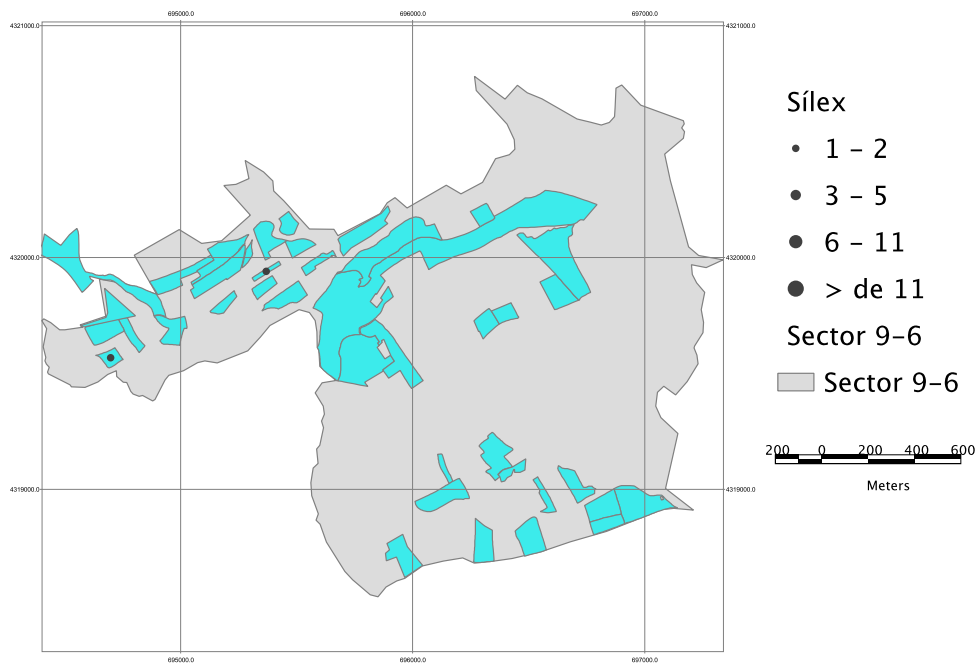 695000.0 696000.0 697000.0
4321000.0 4321000.0
Sílex
1 – 2
3 – 5
6 – 11
> de 11
4320000.0 4320000.0
Sector 9–6
Sector 9–6
200 0 200 400 600
Meters
4319000.0 4319000.0
695000.0 696000.0 697000.0